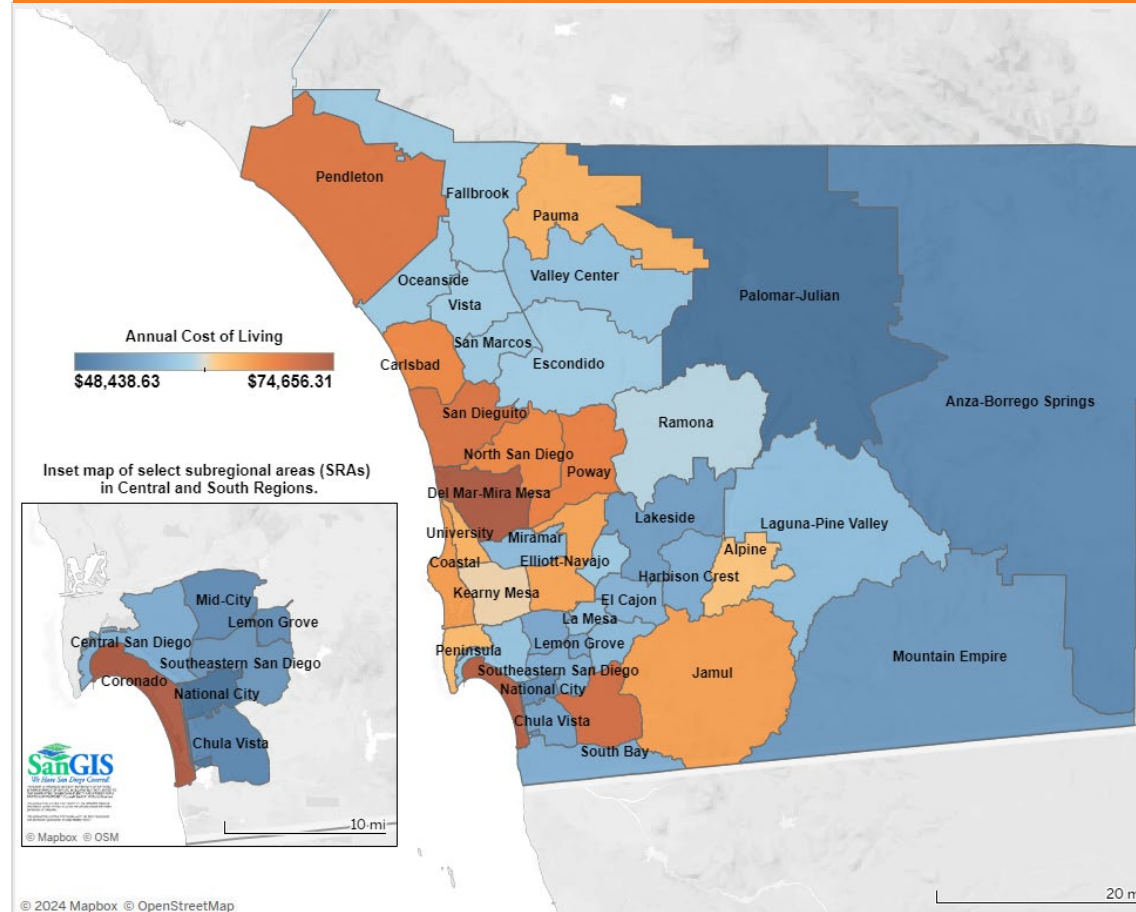 Pendleton
Fallbrook
Pauma
Oceanside
Valley Center
Vista
Palomar-Julian
Annual Cost of Living
$48,438.63 $74,656.31
San Marcos
Carlsbad
Escondido
Anza-Borrego Springs
San Dieguito
Ramona
North San Diego
Poway
Inset map of select subregional areas (SRAs)
in Central and South Regions.
Del Mar-Mira Mesa
Lakeside
Laguna-Pine Valley
University
Miramar
Alpine
Coastal
Elliott-Navajo
Harbison Crest
Kearny Mesa
El Cajon
La Mesa
Lemon Grove
Peninsula
Mountain Empire
Southeastern San Diego
Jamul
National City
Chula Vista
South Bay
Mid-City
Lemon Grove
Central San Diego
Southeastern San Diego
Coronado
National City
Chula Vista
SanGIS
We Have San Diego Covered!
10 mi
© Mapbox © OSM
20 m
© 2024 Mapbox © OpenStreetMap